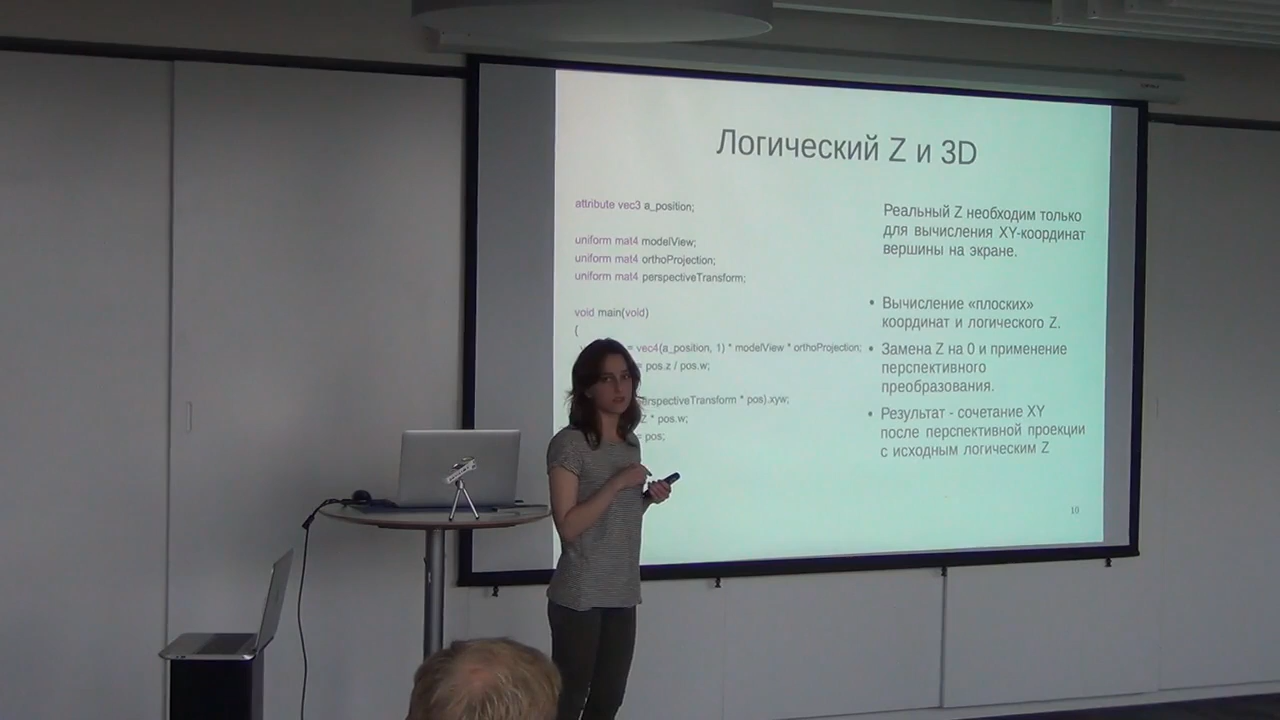 Логический Z и 3D
attribute vec3 a_position;
uniform mat4 modelView;
uniform mat4 orthoProjection;
uniform mat4 perspectiveTransform;
void main(void)
{
= vec4(a_position, 1) * modelView * orthoProjection;
= pos.z / pos.w;
erspectiveTransform * pos).xyw;
Z * pos.w;
= pos;
Реальный Z необходим только
для вычисления XY-координат
вершины на экране.
• Вычисление «плоских»
координат и логического Z.
• Замена Z на 0 и применение
перспективного
преобразования.
• Результат - сочетание XY
после перспективной проекции
с исходным логическим Z
10